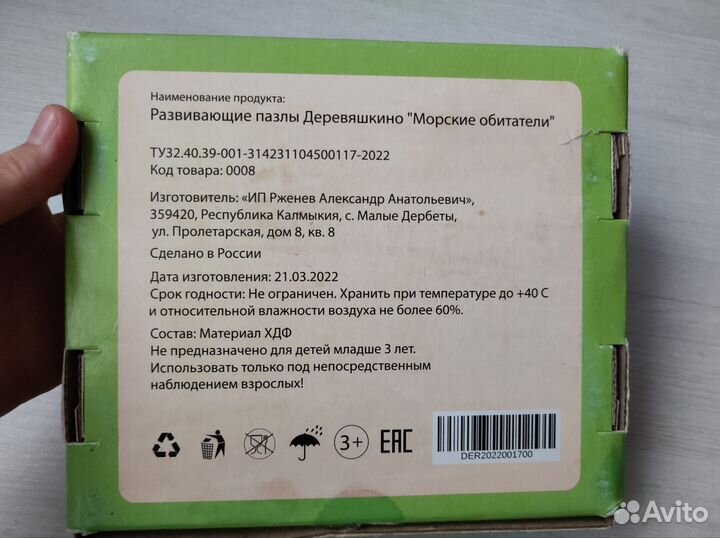 Наименование продукта:
Развивающие пазлы Деревяшкино "Морские обитатели"
ТУ32.40.39-001-314231104500117-2022
Код товара: 0008
Изготовитель: «ИП Рженев Александр Анатольевич»,
359420, Республика Калмыкия, с. Малые Дербеты,
ул. Пролетарская, дом 8, кв. 8
Сделано в России
Дата изготовления: 21.03.2022
Срок годности: Не ограничен. Хранить при температуре до +40 С
и относительной влажности воздуха не более 60%.
Состав: Материал ХДФ
Не предназначено для детей младше 3 лет.
Использовать только под непосредственным
наблюдением взрослых!
3+
EAC
DER2022001700
Avito